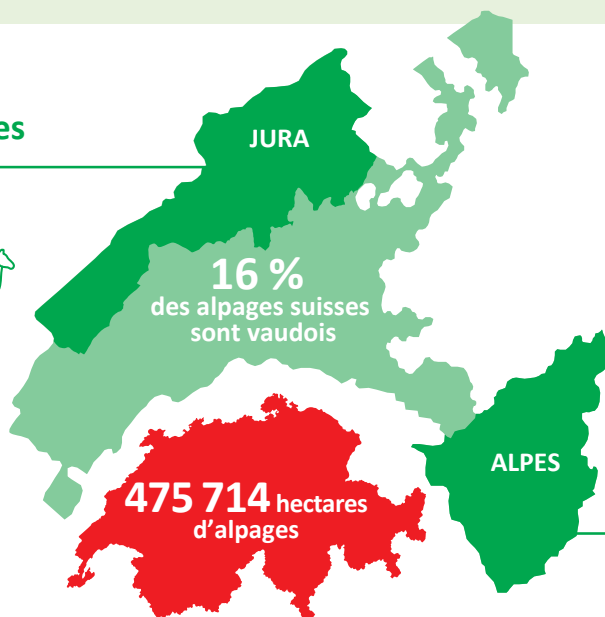 es
JURA
16 %
des alpages suisses
sont vaudois
ALPES
475 714 hectares
d’alpages